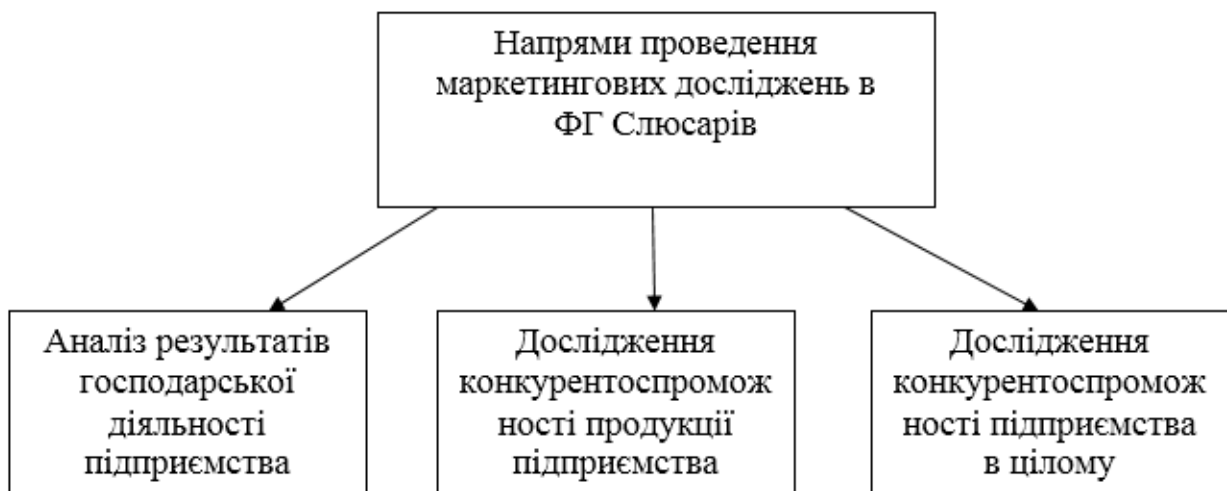 Напрями проведення
маркетингових досліджень в
ФГ Слюсарів
Аналіз результатів
господарської
діяльності
підприємства
Дослідження
конкурентоспромож
ності продукції
підприємства
Дослідження
конкурентоспромож
ності підприємства
в цілому